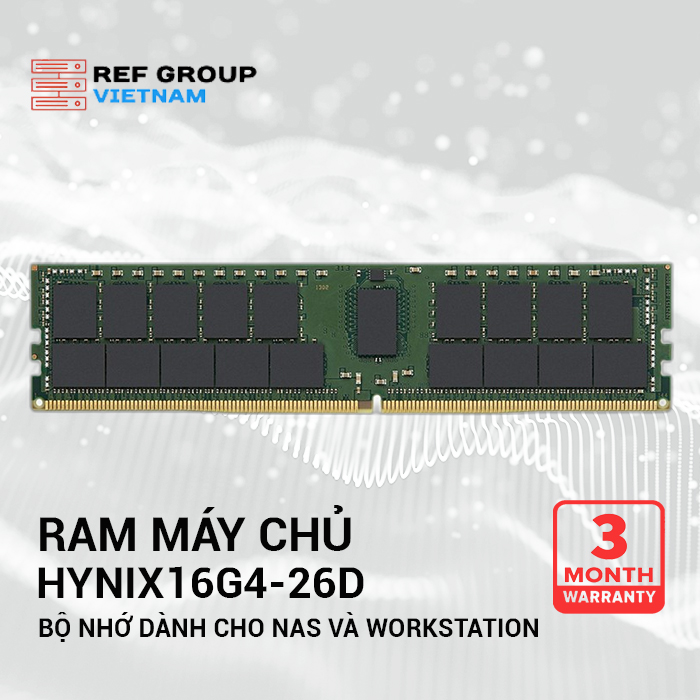 REF GROUP
VIETNAM
RAM MÁY CHỦ
HYNIX16G4-26D
BỘ NHỚ DÀNH CHO NAS VÀ WORKSTATION
3
MONTH
WARRANTY